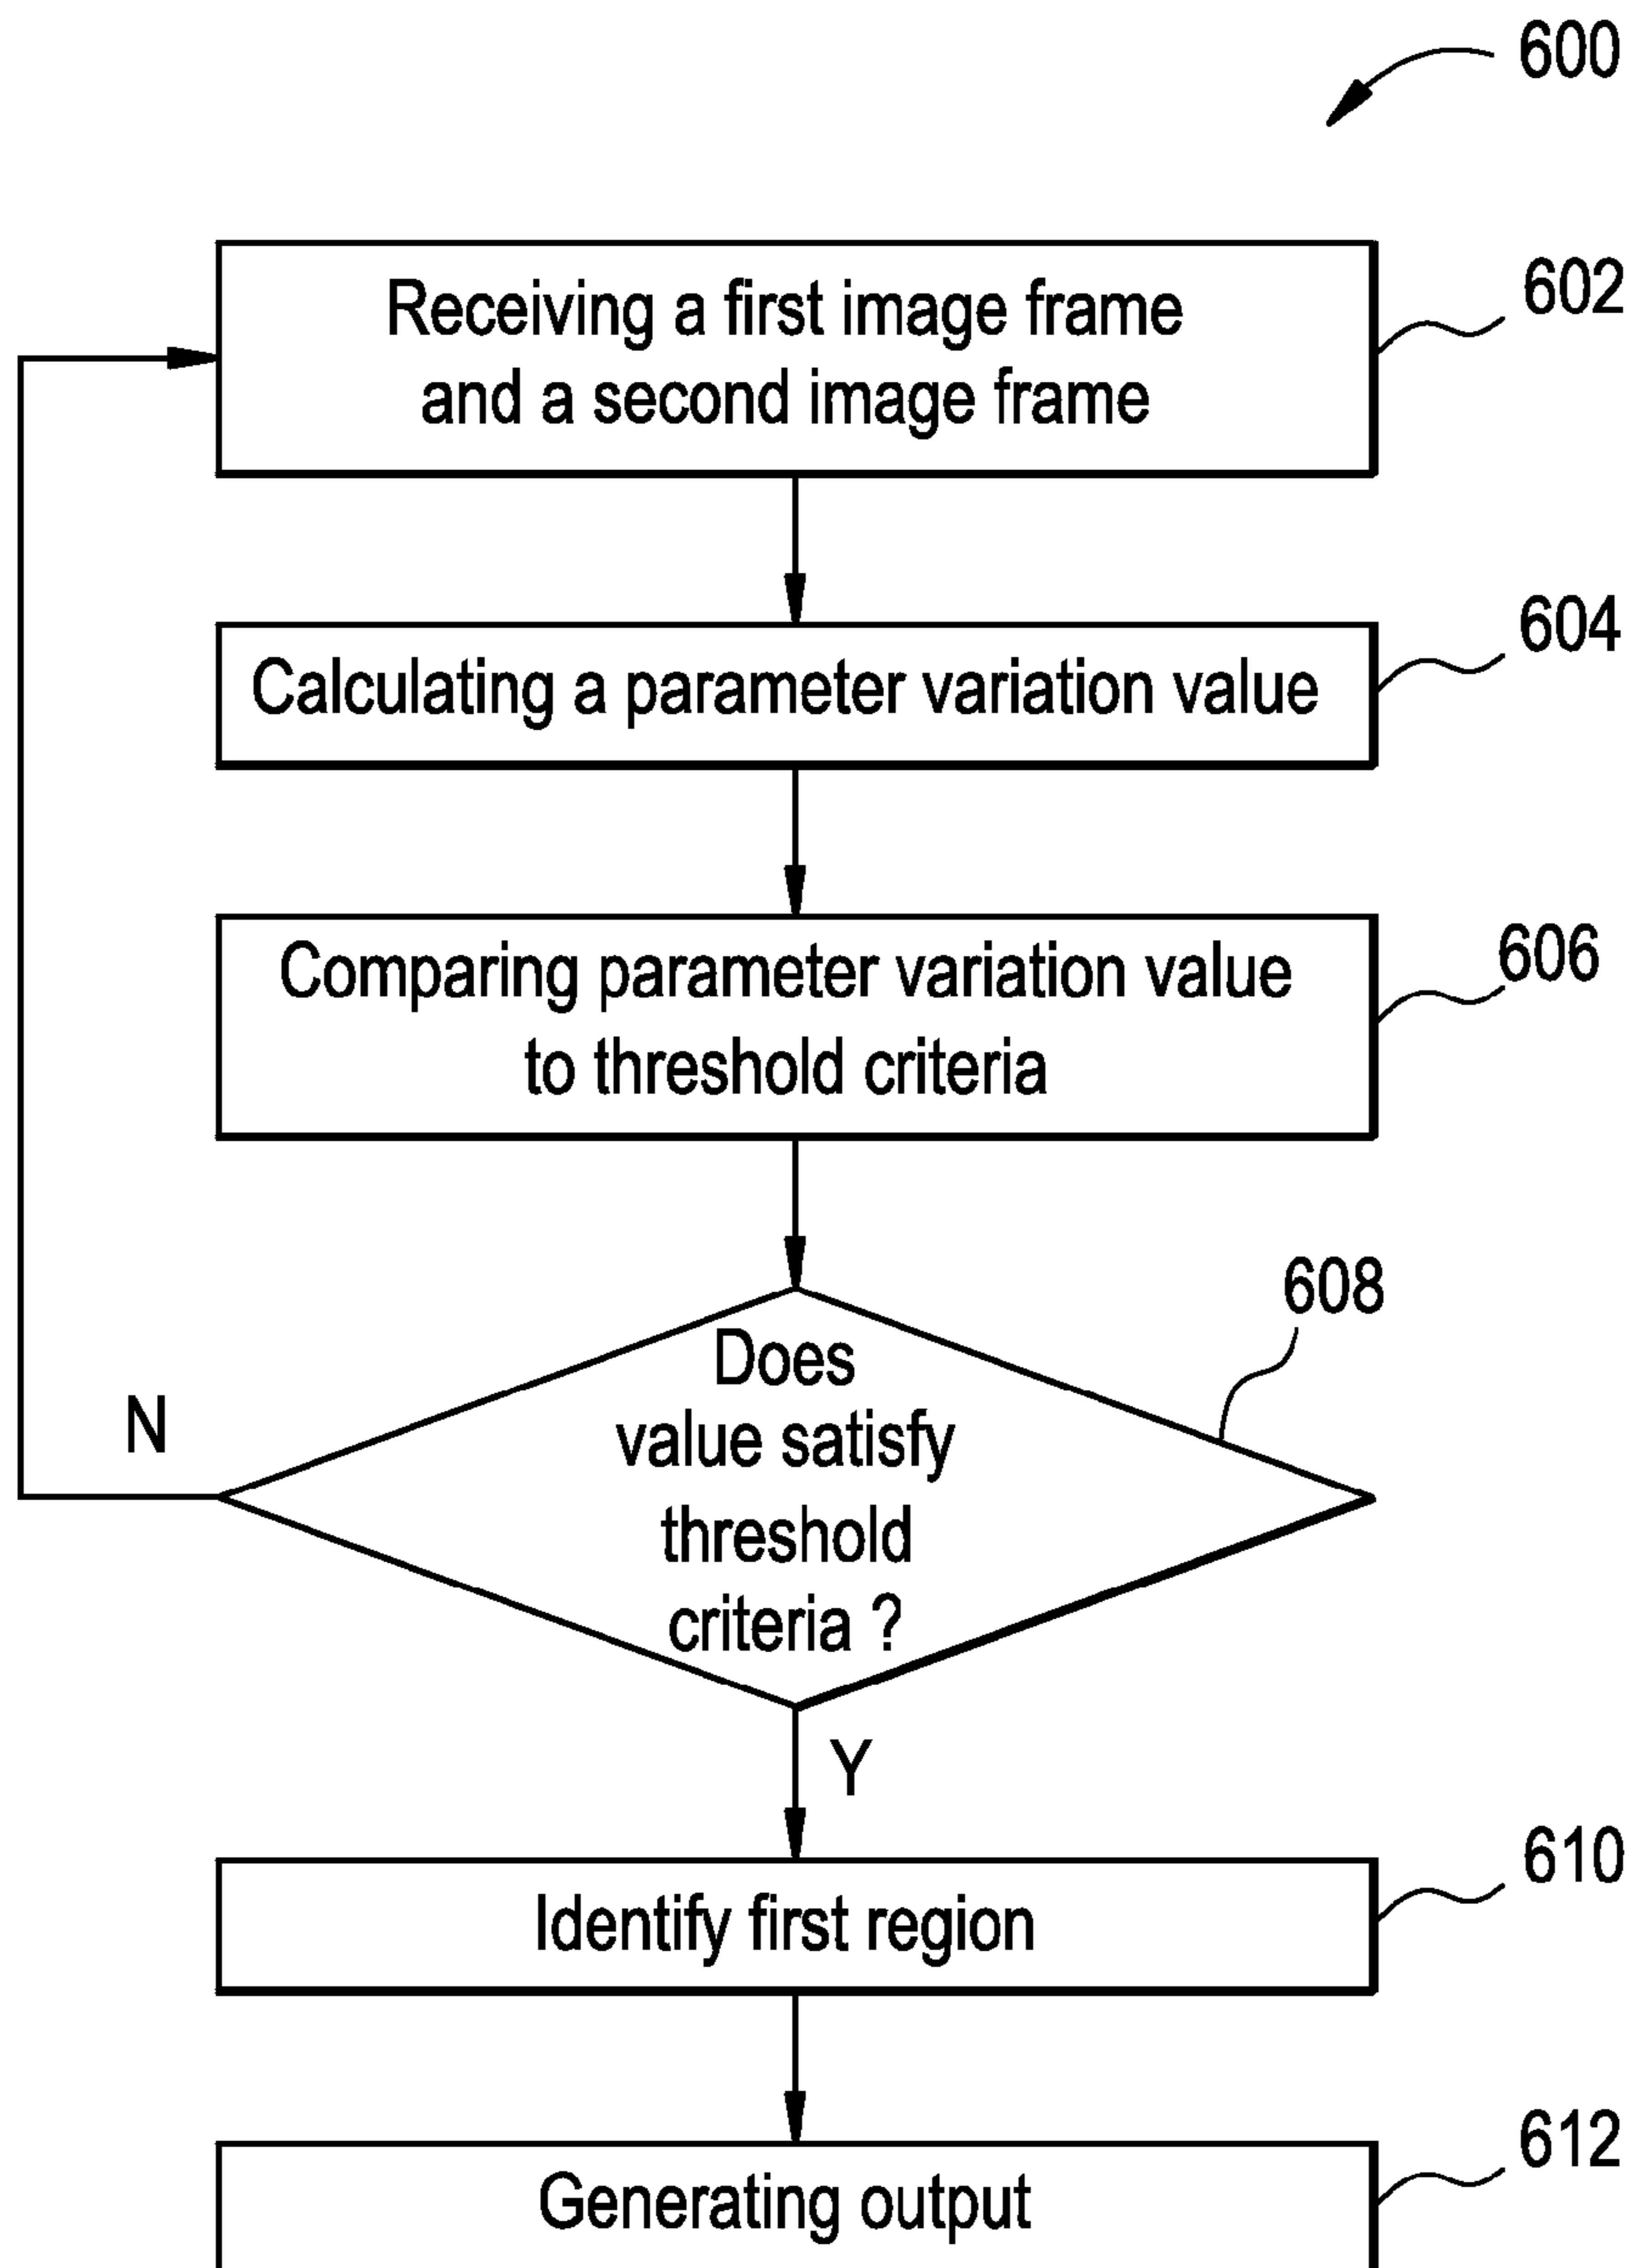 600
Receiving a first image frame
and a second image frame
602
Calculating a parameter variation value
604
Comparing parameter variation value
to threshold criteria
606
608
Does
value satisfy
threshold
criteria ?
N
Y
Identify first region
610
Generating output
612